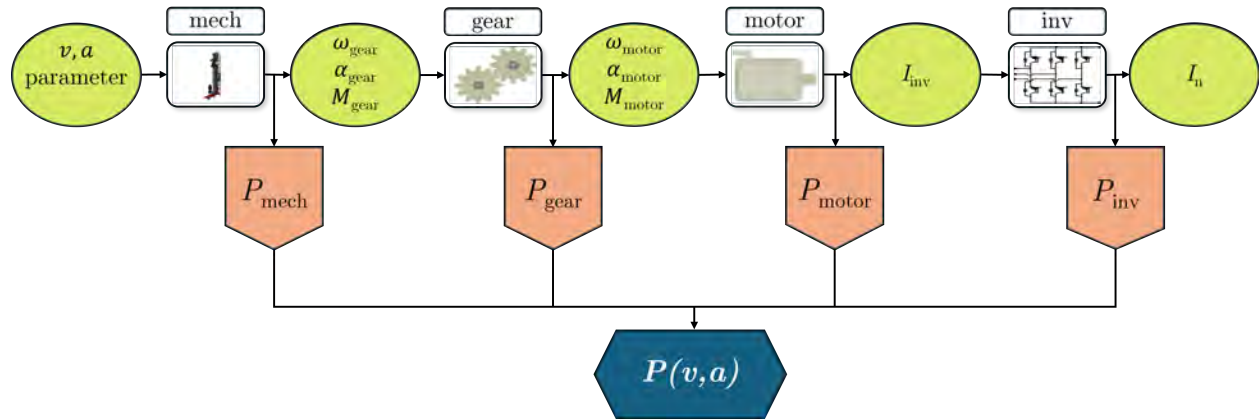 mech
gear
motor
inv
v, a
parameter
ω_gear
α_gear
M_gear
ω_motor
α_motor
M_motor
I_inv
I_n
P_mech
P_gear
P_motor
P_inv
P(v,a)